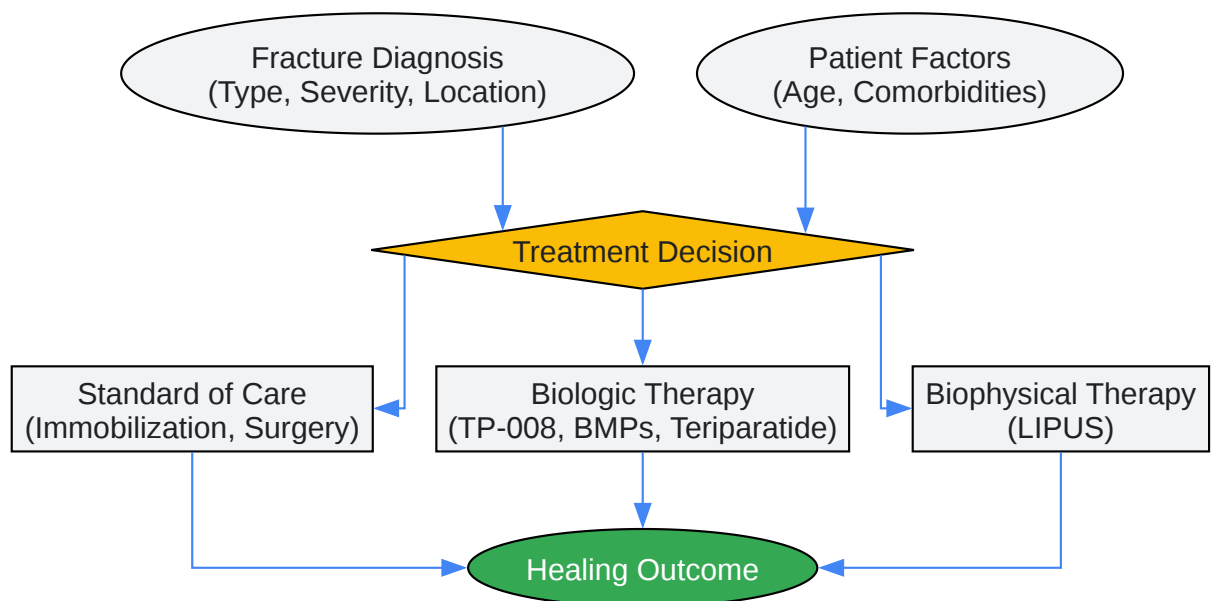 Fracture Diagnosis
(Type, Severity, Location)
Patient Factors
(Age, Comorbidities)
Treatment Decision
Standard of Care
(Immobilization, Surgery)
Biologic Therapy
(TP-008, BMPs, Teriparatide)
Biophysical Therapy
(LIPUS)
Healing Outcome